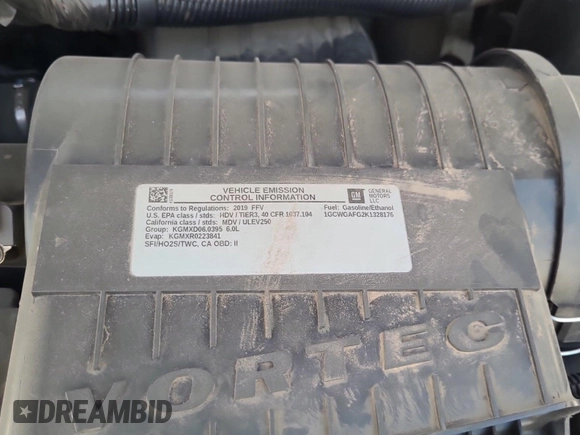 VEHICLE EMISSION
CONTROL INFORMATION
GM
GENERAL
MOTORS
LLC
Conforms to Regulations: 2019 FFV
Fuel: Gasoline/Ethanol
U.S. EPA class / stds: HDV / TIER3, 40 CFR 1037.104
1GCWGAFG2K1328176
California class / stds: MDV / ULEV250
Group: KGMXD06.0395 6.0L
Evap: KGMXR0223841
SFI/HO2S/TWC, CA OBD: II
VORTEC
DREAMBID